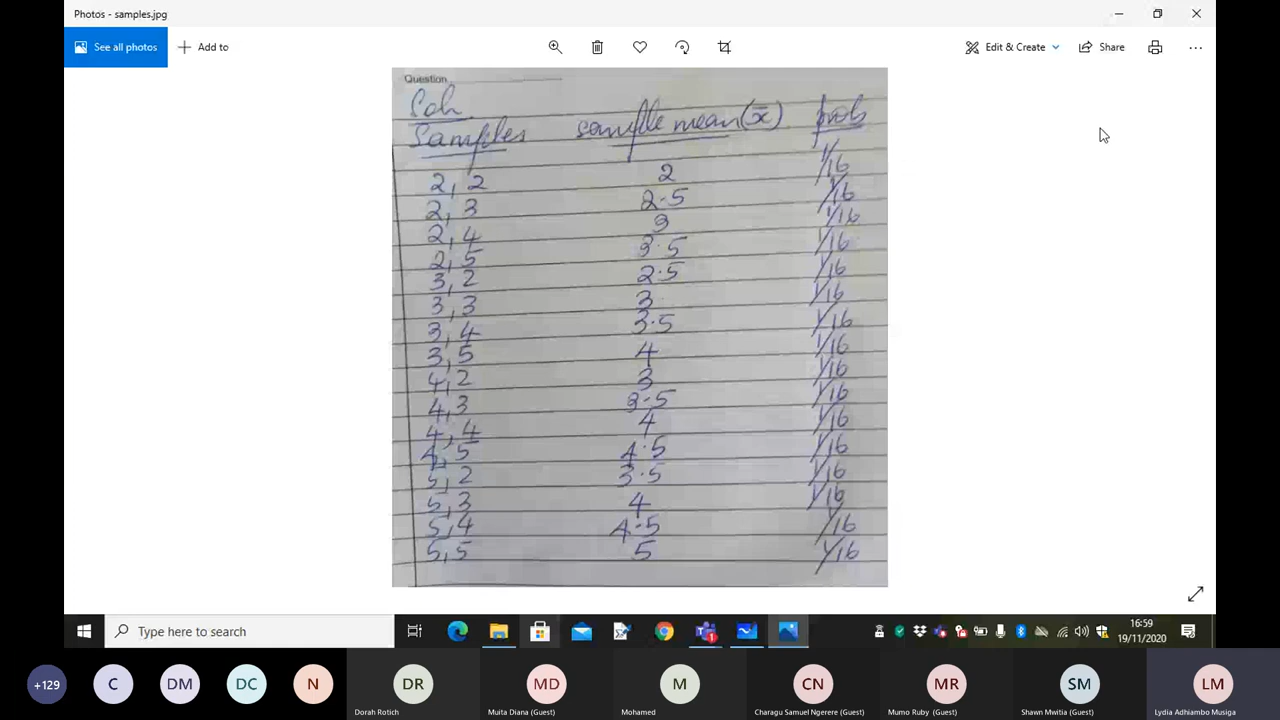 Photos - samples.jpg
See all photos
Add to
Edit & Create
Share
Question
Soln
Samples sample mean (x̄) prob
2, 2 2 1/16
2, 3 2·5 1/16
2, 4 3 1/16
2, 5 3·5 1/16
3, 2 2·5 1/16
3, 3 3 1/16
3, 4 3·5 1/16
3, 5 4 1/16
4, 2 3 1/16
4, 3 3·5 1/16
4, 4 4 1/16
4, 5 4·5 1/16
5, 2 3·5 1/16
5, 3 4 1/16
5, 4 4·5 1/16
5, 5 5 1/16
Type here to search
16:59
19/11/2020
+129 C DM DC N DR MD M CN MR SM LM
Dorah Rotich Muita Diana (Guest) Mohamed Charagu Samuel Ngerere (Guest) Mumo Ruby (Guest) Shawn Mwitia (Guest) Lydia Adhiambo Musiga